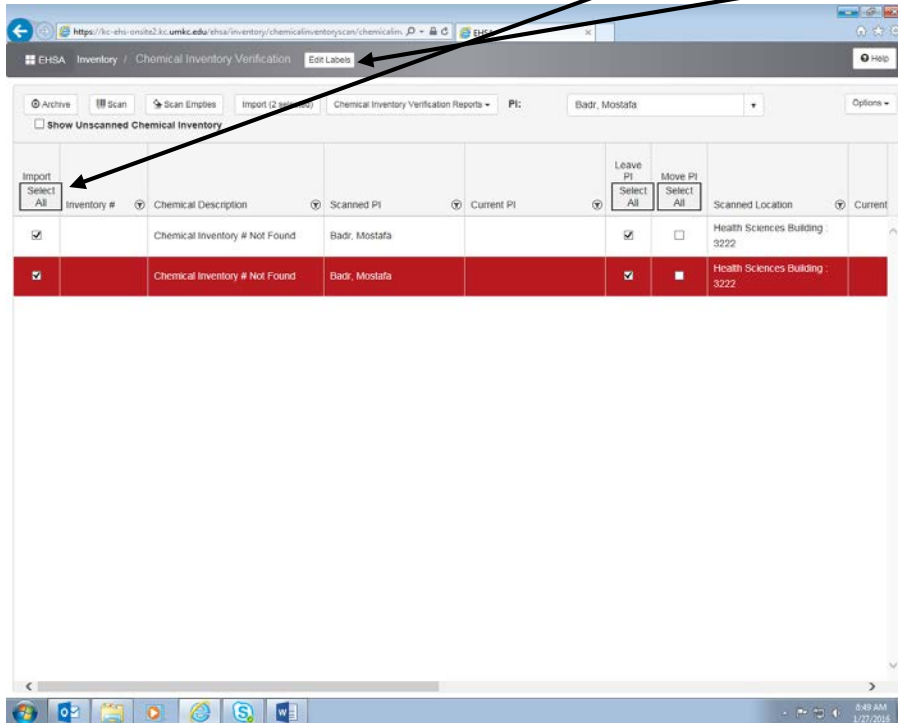 https://kc-ehs-onsite2.kc.umkc.edu/ehsa/inventory/chemicalinventoryscan/chemicalim
EHSA Inventory / Chemical Inventory Verification Edit Labels Help
Archive Scan Scan Empties Import (2 selected) Chemical Inventory Verification Reports PI: Badr, Mostafa Options
Show Unscanned Chemical Inventory
Import Select All Inventory # Chemical Description Scanned PI Current PI Leave PI Select All Move PI Select All Scanned Location Current
Chemical Inventory # Not Found Badr, Mostafa Health Sciences Building : 3222
Chemical Inventory # Not Found Badr, Mostafa Health Sciences Building : 3222
8:49 AM
1/27/2016